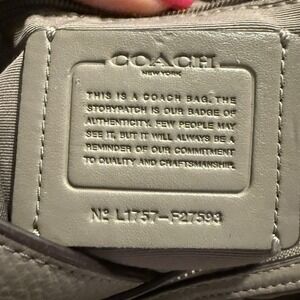 COACH
NEW YORK
THIS IS A COACH BAG. THE
STORYPATCH IS OUR BADGE OF
AUTHENTICITY. FEW PEOPLE MAY
SEE IT, BUT IT WILL ALWAYS BE A
REMINDER OF OUR COMMITMENT
TO QUALITY AND CRAFTSMANSHIP.
Nº L1757-F27593